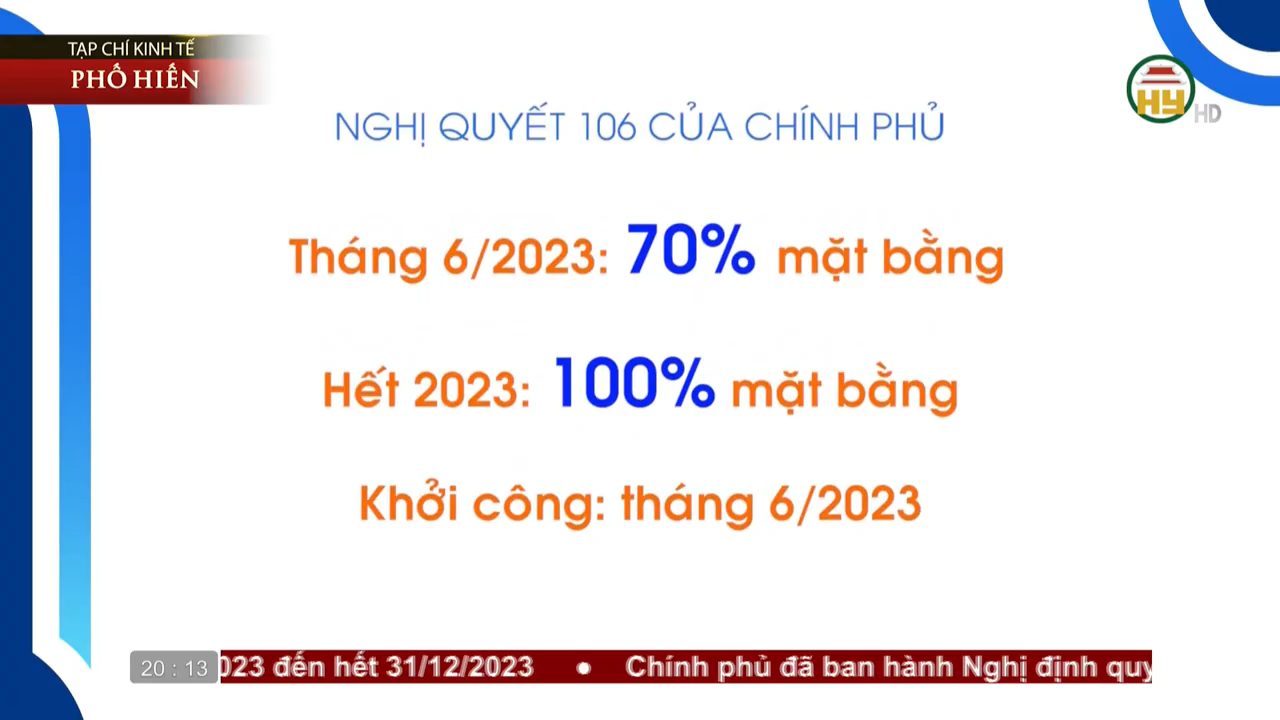 TẠP CHÍ KINH TẾ
PHỐ HIẾN
HY HD
NGHỊ QUYẾT 106 CỦA CHÍNH PHỦ
Tháng 6/2023: 70% mặt bằng
Hết 2023: 100% mặt bằng
Khởi công: tháng 6/2023
20 : 13 023 đến hết 31/12/2023 • Chính phủ đã ban hành Nghị định quy